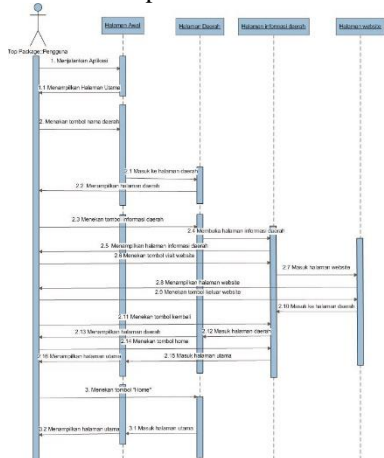 Halaman Awal
Halaman Daerah
Halaman informasi daerah
Halaman website
Top Package::Pengguna
1. Menjalankan Aplikasi
1.1 Menampilkan Halaman Utama
2. Menekan tombol nama daerah
2.1 Masuk ke halaman daerah
2.2. Menampilkan halaman daerah
2.3 Menekan tombol informasi daerah
2.4 Membuka halaman informasi daerah
2.5 Menampilkan halaman informasi daerah
2.6 Menekan tombol visit website
2.7 Masuk halaman website
2.8 Menampilkan halaman website
2.9 Menekan tombol keluar website
2.10 Masuk ke halaman daerah
2.11 Menekan tombol kembali
2.12 Masuk halaman daerah
2.13 Menampilkan halaman daerah
2.14 Menekan tombol home
2.15 Masuk halaman utama
2.16 Menampilkan halaman utama
3. Menekan tombol "Home"
3.1 Masuk halaman utama
3.2 Menampilkan halaman utama